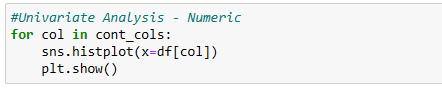 #Univariate Analysis - Numeric
for col in cont_cols:
    sns.histplot(x=df[col])
    plt.show()